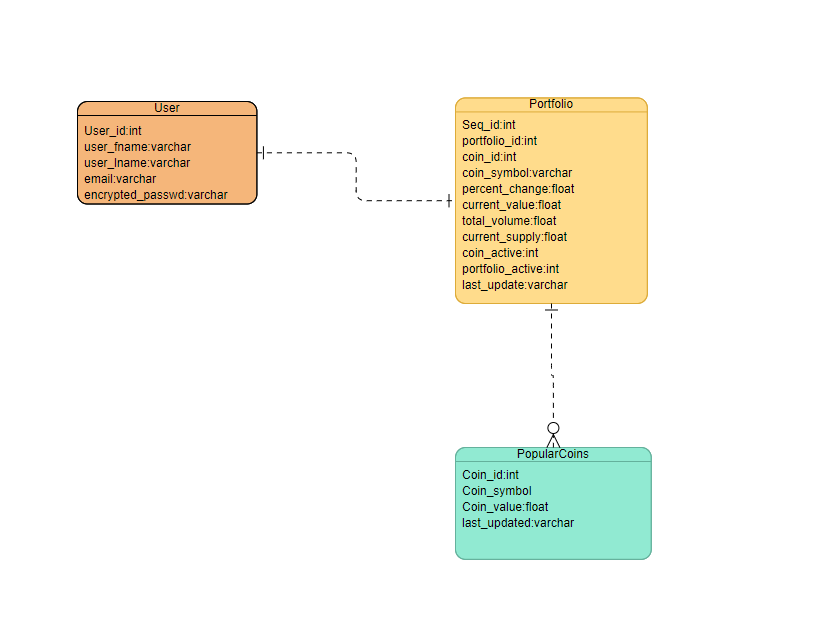 User
User_id:int
user_fname:varchar
user_lname:varchar
email:varchar
encrypted_passwd:varchar
Portfolio
Seq_id:int
portfolio_id:int
coin_id:int
coin_symbol:varchar
percent_change:float
current_value:float
total_volume:float
current_supply:float
coin_active:int
portfolio_active:int
last_update:varchar
PopularCoins
Coin_id:int
Coin_symbol
Coin_value:float
last_updated:varchar